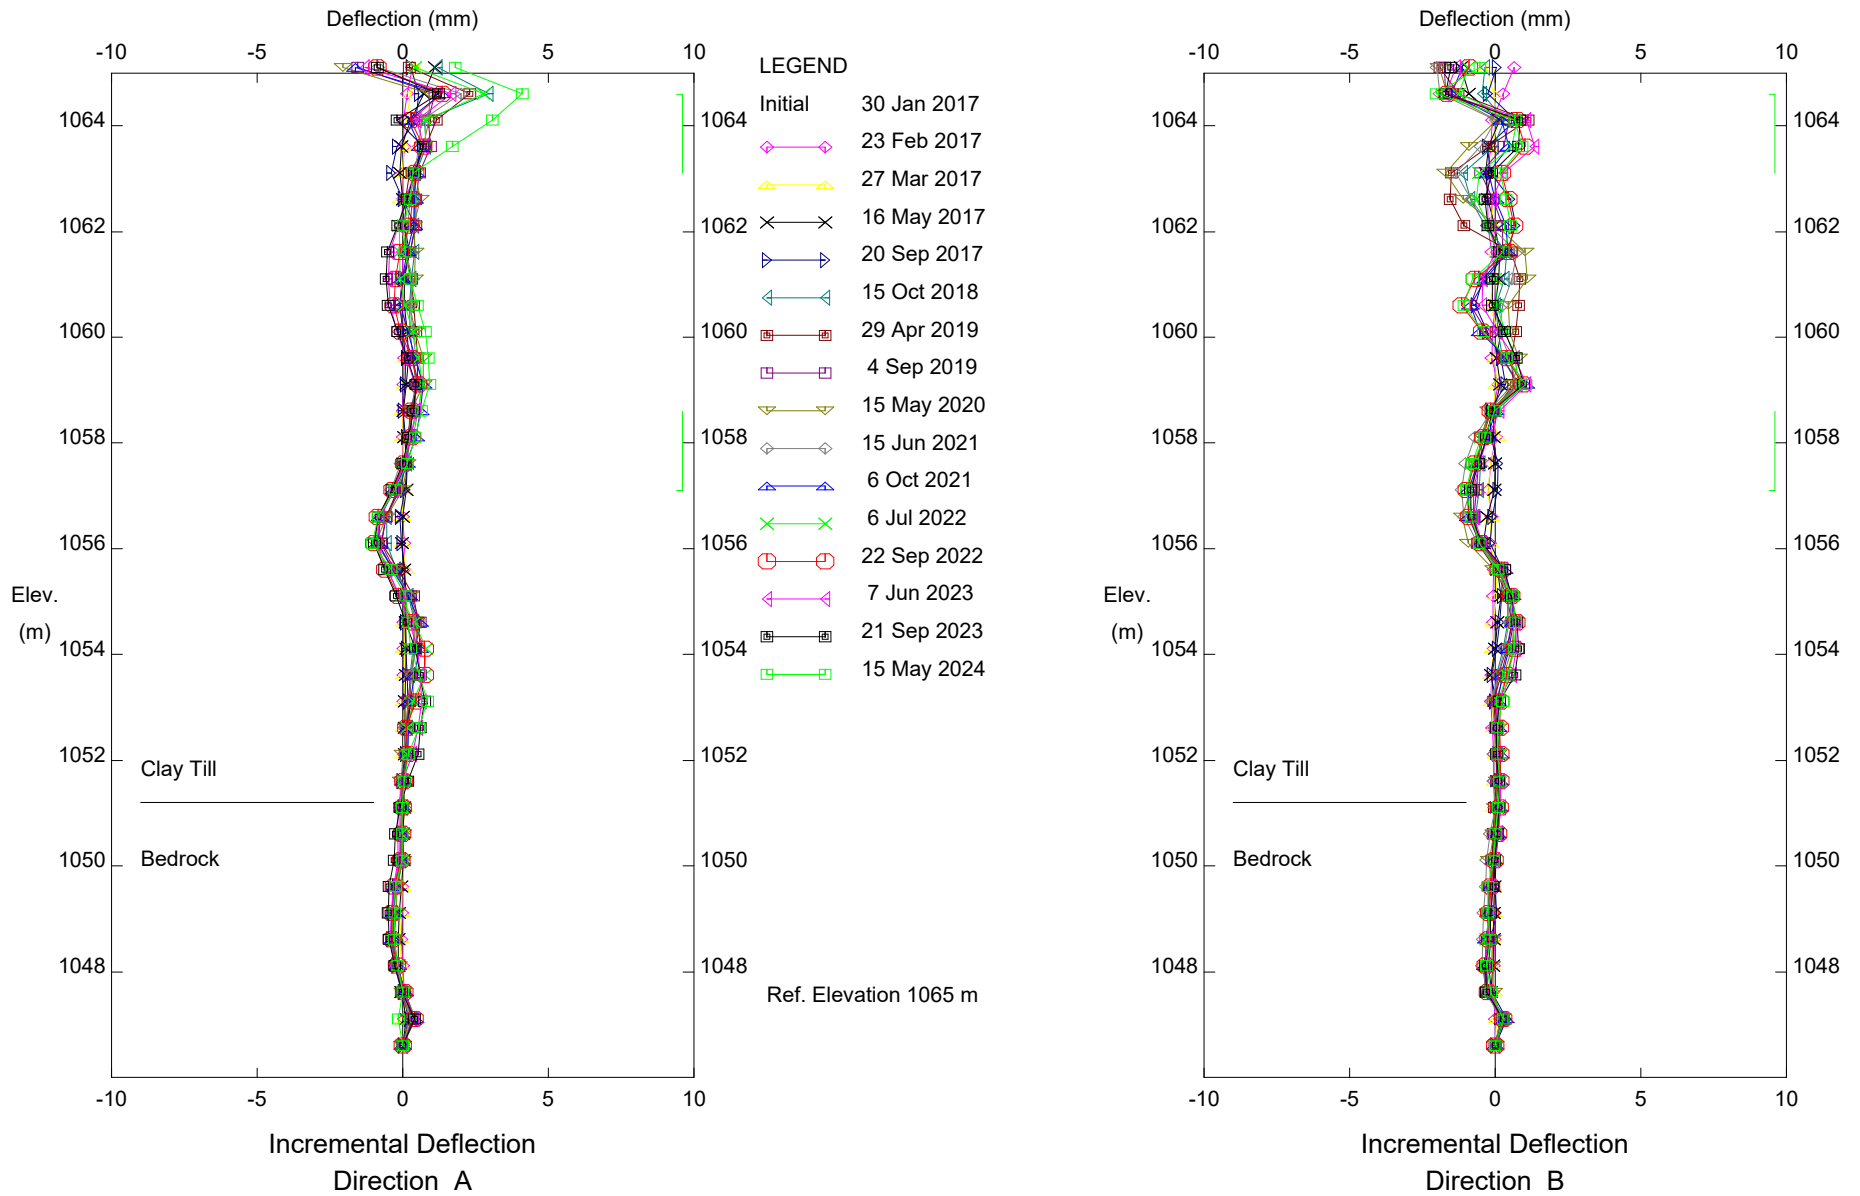 Deflection (mm)
-10 -5 0 5 10
LEGEND
Initial 30 Jan 2017
23 Feb 2017
27 Mar 2017
16 May 2017
20 Sep 2017
15 Oct 2018
29 Apr 2019
4 Sep 2019
15 May 2020
15 Jun 2021
6 Oct 2021
6 Jul 2022
22 Sep 2022
7 Jun 2023
21 Sep 2023
15 May 2024
Ref. Elevation 1065 m
1064 1064
1062 1062
1060 1060
1058 1058
1056 1056
Elev.
(m)
1054 1054
1052 1052
Clay Till
Bedrock
1050 1050
1048 1048
-10 -5 0 5 10
Incremental Deflection
Direction A
Deflection (mm)
-10 -5 0 5 10
1064 1064
1062 1062
1060 1060
1058 1058
1056 1056
Elev.
(m)
1054 1054
1052 1052
Clay Till
Bedrock
1050 1050
1048 1048
-10 -5 0 5 10
Incremental Deflection
Direction B